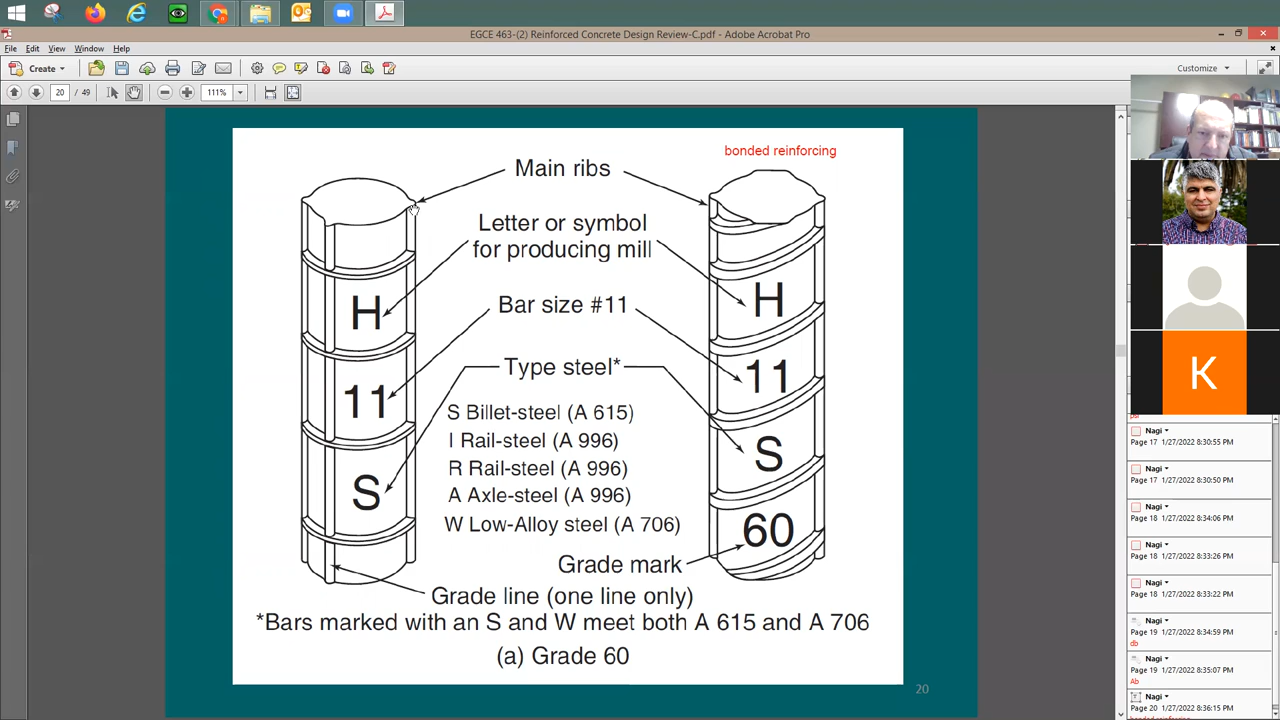 EGCE 463-(2) Reinforced Concrete Design Review-C.pdf - Adobe Acrobat Pro
File Edit View Window Help
Create
Customize
20 / 49
111%
bonded reinforcing
Main ribs
Letter or symbol
for producing mill
H
H
Bar size #11
11
11
Type steel*
S Billet-steel (A 615)
I Rail-steel (A 996)
R Rail-steel (A 996)
A Axle-steel (A 996)
W Low-Alloy steel (A 706)
S
S
60
Grade mark
Grade line (one line only)
*Bars marked with an S and W meet both A 615 and A 706
(a) Grade 60
20
K
psi
Nagi
Page 17 1/27/2022 8:30:55 PM
Nagi
Page 17 1/27/2022 8:30:50 PM
Nagi
Page 18 1/27/2022 8:34:06 PM
Nagi
Page 18 1/27/2022 8:33:26 PM
Nagi
Page 18 1/27/2022 8:33:22 PM
Nagi
Page 19 1/27/2022 8:34:59 PM
db
Nagi
Page 19 1/27/2022 8:35:07 PM
Ab
Nagi
Page 20 1/27/2022 8:36:15 PM
bonded reinforcing